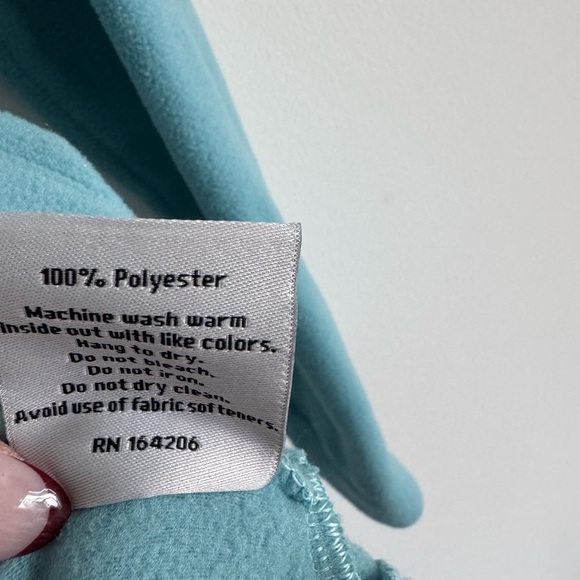 100% Polyester
Machine wash warm
Inside out with like colors.
Hang to dry.
Do not bleach.
Do not iron.
Do not dry clean.
Avoid use of fabric softeners.
RN 164206